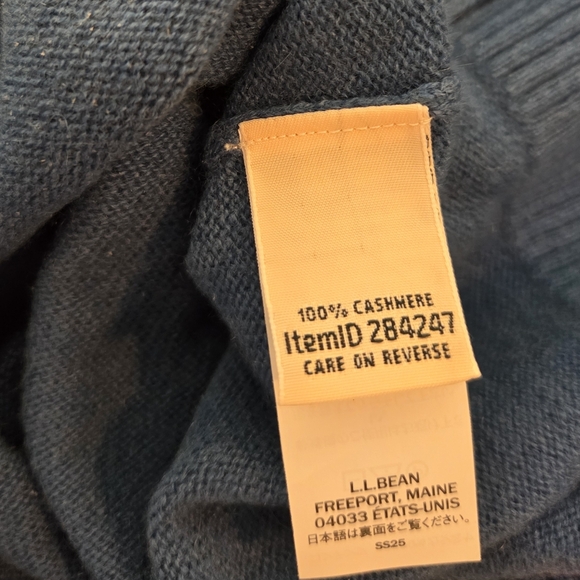 100% CASHMERE
ItemID 284247
CARE ON REVERSE
L.L.BEAN
FREEPORT, MAINE
04033 ÉTATS-UNIS
日本語は裏面をご覧ください。
SS25